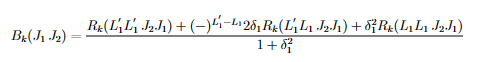 B_k(J_1 J_2) = \frac{R_k(L_1^{'} L_1^{'} J_2 J_1) + (-)^{L_1^{'} - L_1} 2\delta_1 R_k(L_1^{'} L_1 J_2 J_1) + \delta_1^2 R_k(L_1 L_1 J_2 J_1)}{1 + \delta_1^2}